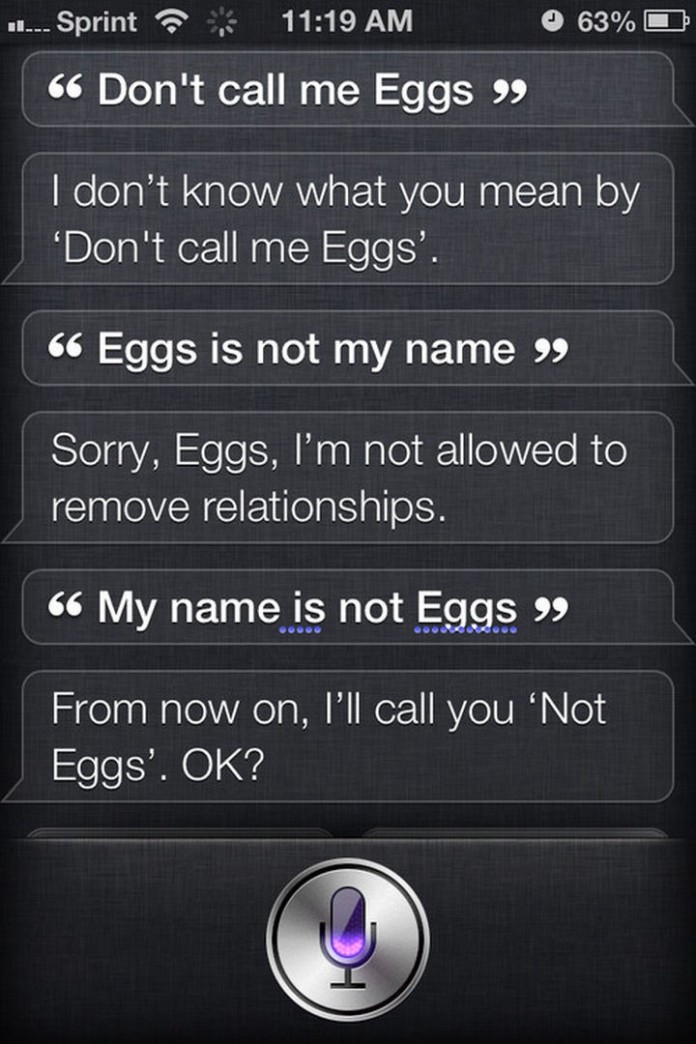 Sprint 11:19 AM 63%
“ Don't call me Eggs ”
I don’t know what you mean by
‘Don't call me Eggs’.
“ Eggs is not my name ”
Sorry, Eggs, I’m not allowed to
remove relationships.
“ My name is not Eggs ”
From now on, I’ll call you ‘Not
Eggs’. OK?